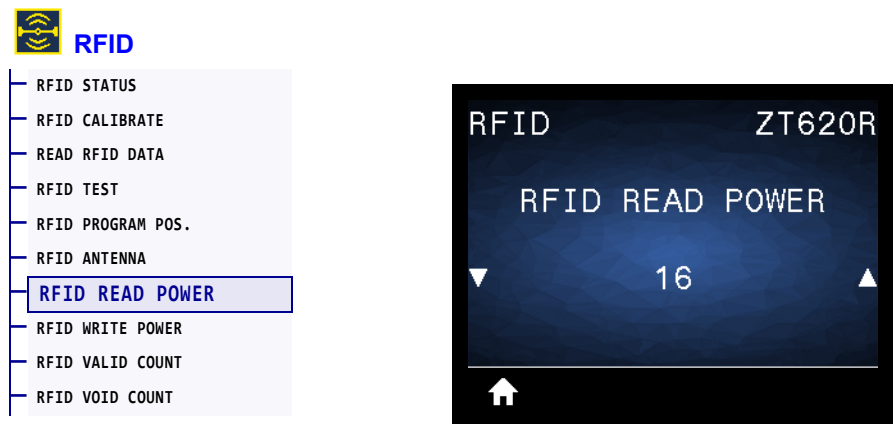 RFID
RFID STATUS
RFID CALIBRATE
READ RFID DATA
RFID TEST
RFID PROGRAM POS.
RFID ANTENNA
RFID READ POWER
RFID WRITE POWER
RFID VALID COUNT
RFID VOID COUNT
RFID ZT620R
RFID READ POWER
▼ 16 ▲